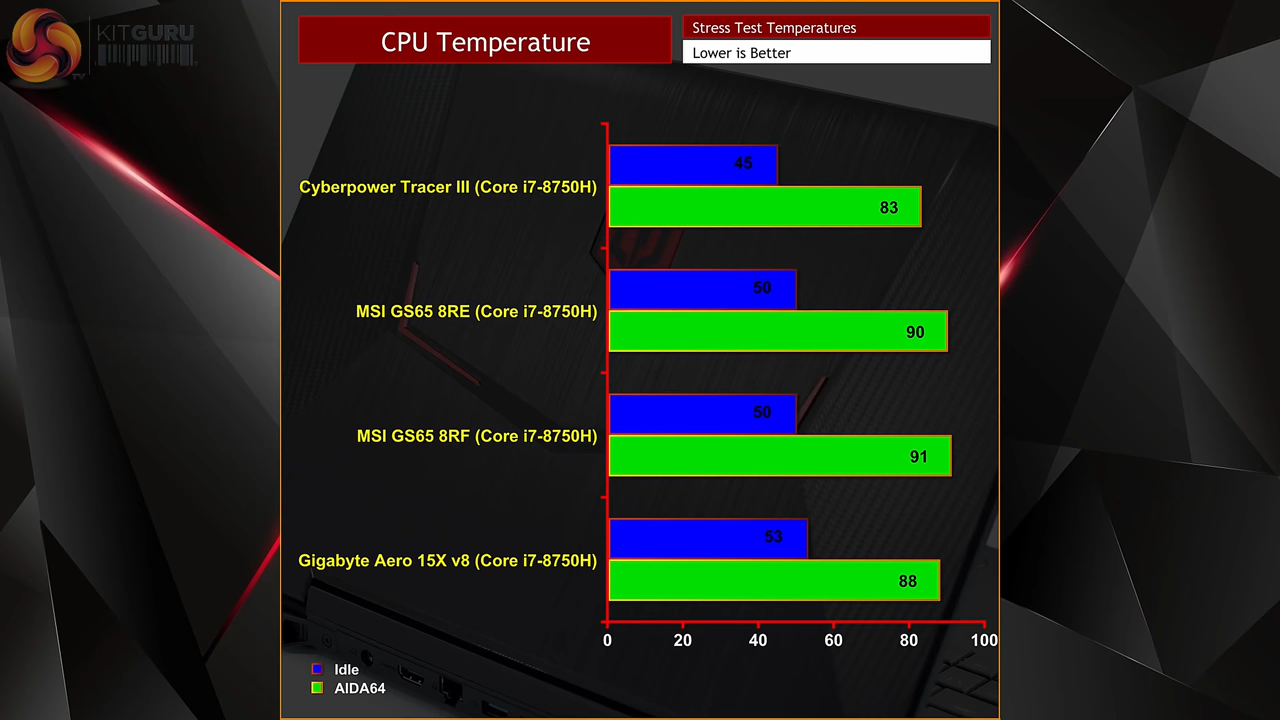 KITGURU
TV
CPU Temperature
Stress Test Temperatures
Lower is Better
Cyberpower Tracer III (Core i7-8750H)
45
83
MSI GS65 8RE (Core i7-8750H)
50
90
MSI GS65 8RF (Core i7-8750H)
50
91
Gigabyte Aero 15X v8 (Core i7-8750H)
53
88
0 20 40 60 80 100
Idle
AIDA64